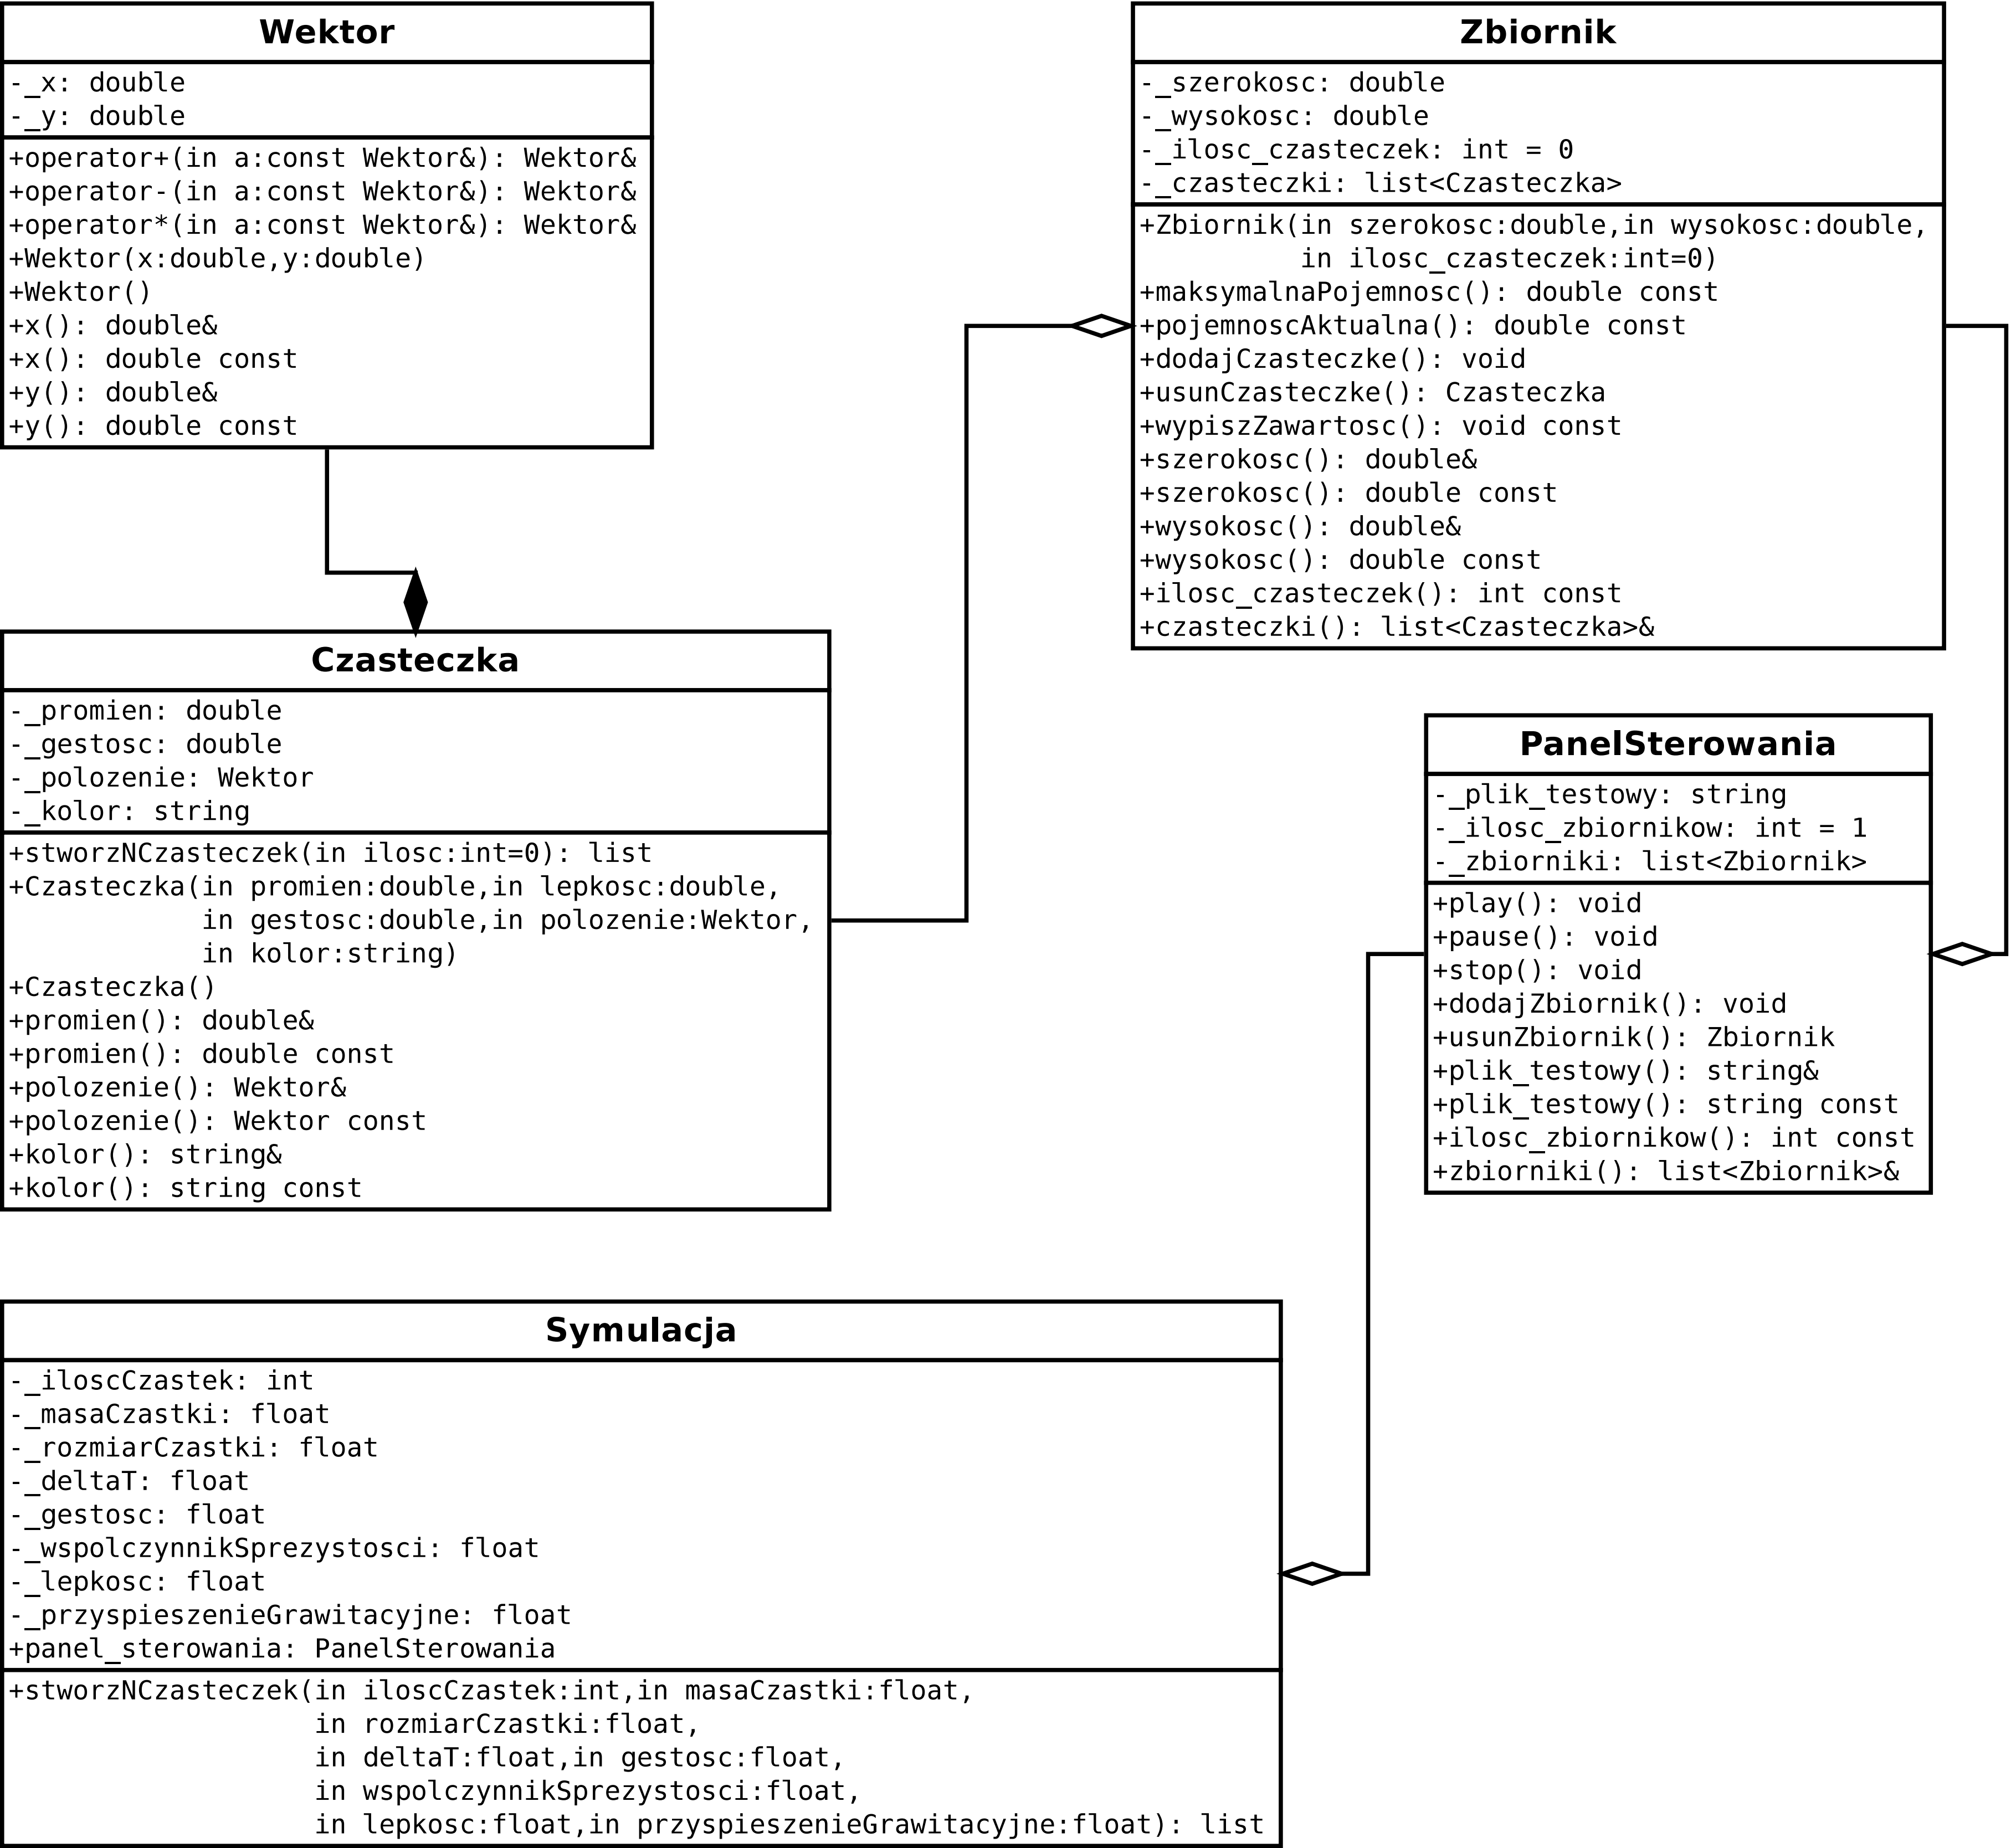 Wektor
-_x: double
-_y: double
+operator+(in a:const Wektor&): Wektor&
+operator-(in a:const Wektor&): Wektor&
+operator*(in a:const Wektor&): Wektor&
+Wektor(x:double,y:double)
+Wektor()
+x(): double&
+x(): double const
+y(): double&
+y(): double const
Zbiornik
-_szerokosc: double
-_wysokosc: double
-_ilosc_czasteczek: int = 0
-_czasteczki: list<Czasteczka>
+Zbiornik(in szerokosc:double,in wysokosc:double,
in ilosc_czasteczek:int=0)
+maksymalnaPojemnosc(): double const
+pojemnoscAktualna(): double const
+dodajCzasteczke(): void
+usunCzasteczke(): Czasteczka
+wypiszZawartosc(): void const
+szerokosc(): double&
+szerokosc(): double const
+wysokosc(): double&
+wysokosc(): double const
+ilosc_czasteczek(): int const
+czasteczki(): list<Czasteczka>&
Czasteczka
-_promien: double
-_gestosc: double
-_polozenie: Wektor
-_kolor: string
+stworzNCzasteczek(in ilosc:int=0): list
+Czasteczka(in promien:double,in lepkosc:double,
in gestosc:double,in polozenie:Wektor,
in kolor:string)
+Czasteczka()
+promien(): double&
+promien(): double const
+polozenie(): Wektor&
+polozenie(): Wektor const
+kolor(): string&
+kolor(): string const
PanelSterowania
-_plik_testowy: string
-_ilosc_zbiornikow: int = 1
-_zbiorniki: list<Zbiornik>
+play(): void
+pause(): void
+stop(): void
+dodajZbiornik(): void
+usunZbiornik(): Zbiornik
+plik_testowy(): string&
+plik_testowy(): string const
+ilosc_zbiornikow(): int const
+zbiorniki(): list<Zbiornik>&
Symulacja
-_iloscCzastek: int
-_masaCzastki: float
-_rozmiarCzastki: float
-_deltaT: float
-_gestosc: float
-_wspolczynnikSprezystosci: float
-_lepkosc: float
-_przyspieszenieGrawitacyjne: float
+panel_sterowania: PanelSterowania
+stworzNCzasteczek(in iloscCzastek:int,in masaCzastki:float,
in rozmiarCzastki:float,
in deltaT:float,in gestosc:float,
in wspolczynnikSprezystosci:float,
in lepkosc:float,in przyspieszenieGrawitacyjne:float): list